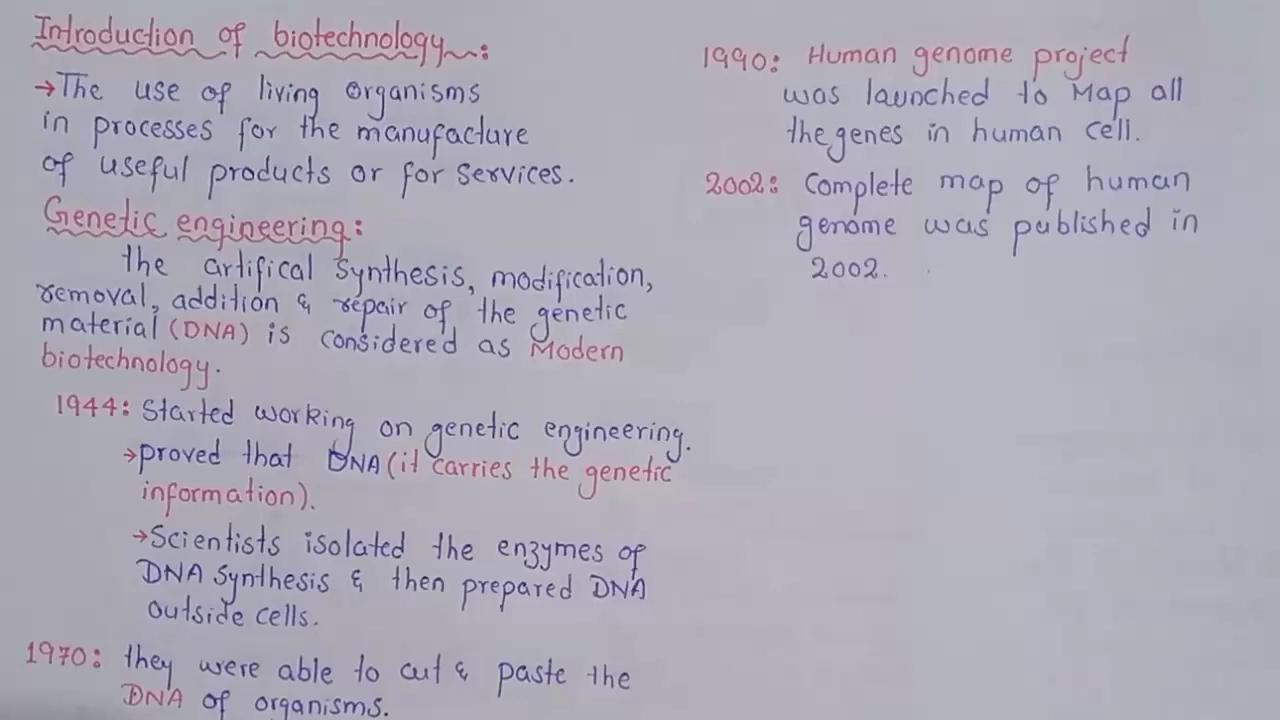 Introduction of biotechnology:
→The use of living organisms
in processes for the manufacture
of useful products or for services.
Genetic engineering:
the artifical synthesis, modification,
removal, addition & repair of the genetic
material (DNA) is considered as Modern
biotechnology.
1944: Started working on genetic engineering.
→proved that DNA (it carries the genetic
information).
→Scientists isolated the enzymes of
DNA synthesis & then prepared DNA
outside cells.
1970: they were able to cut & paste the
DNA of organisms.
1990: Human genome project
was launched to Map all
the genes in human cell.
2002: Complete map of human
genome was published in
2002.